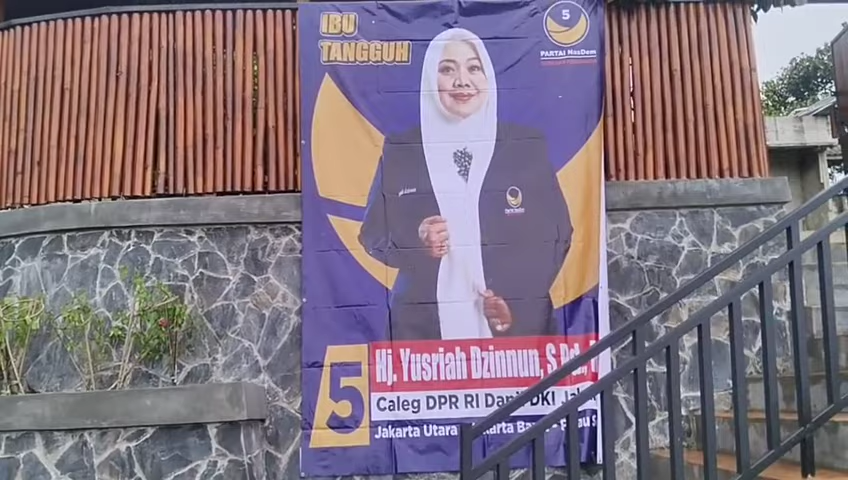 IBU
TANGGUH
5
PARTAI NasDem
5
Hj. Yusriah Dzinnun, S.Pd
Caleg DPR RI Dapil DKI
Jakarta Utara